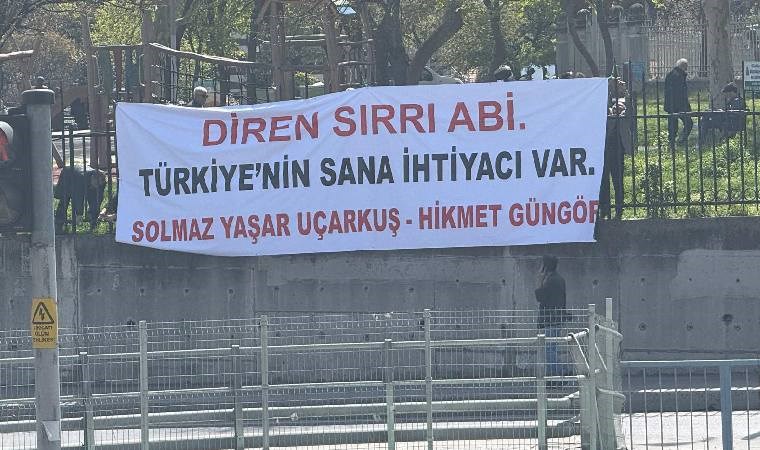 DİREN SIRRI ABİ.
TÜRKİYE'NİN SANA İHTİYACI VAR.
SOLMAZ YAŞAR UÇARKUŞ - HİKMET GÜNGÖR